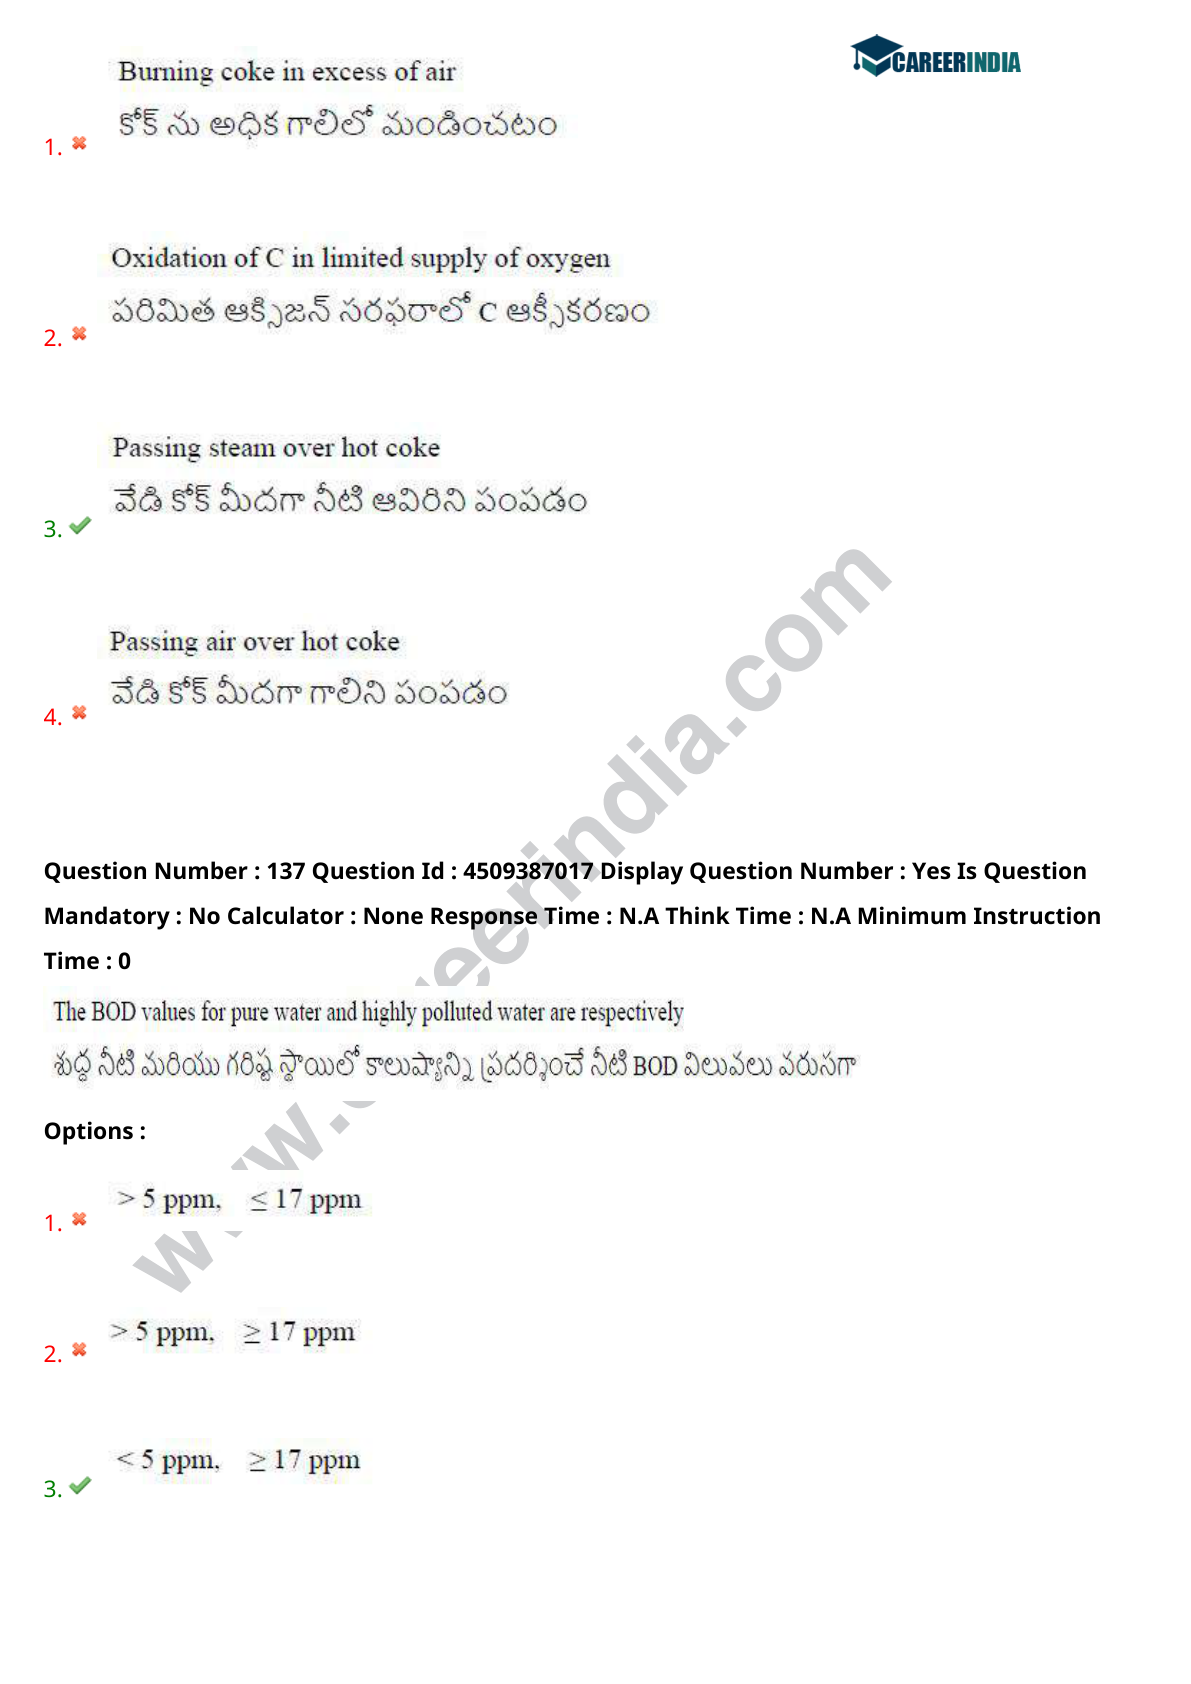 CAREERINDIA
Burning coke in excess of air
కోక్ ను అధిక గాలిలో మండించటం
1.
Oxidation of C in limited supply of oxygen
పరిమిత ఆక్సిజన్ సరఫరాలో C ఆక్సీకరణం
2.
Passing steam over hot coke
వేడి కోక్ మీదగా నీటి ఆవిరిని పంపడం
3.
Passing air over hot coke
వేడి కోక్ మీదగా గాలిని పంపడం
4.
Question Number : 137 Question Id : 4509387017 Display Question Number : Yes Is Question
Mandatory : No Calculator : None Response Time : N.A Think Time : N.A Minimum Instruction
Time : 0
The BOD values for pure water and highly polluted water are respectively
శుద్ధ నీటి మరియు గరిష్ట స్థాయిలో కాలుష్యాన్ని ప్రదర్శించే నీటి BOD విలువలు వరుసగా
Options :
> 5 ppm, ≤ 17 ppm
1.
> 5 ppm, ≥ 17 ppm
2.
< 5 ppm, ≥ 17 ppm
3.
www.careerindia.com